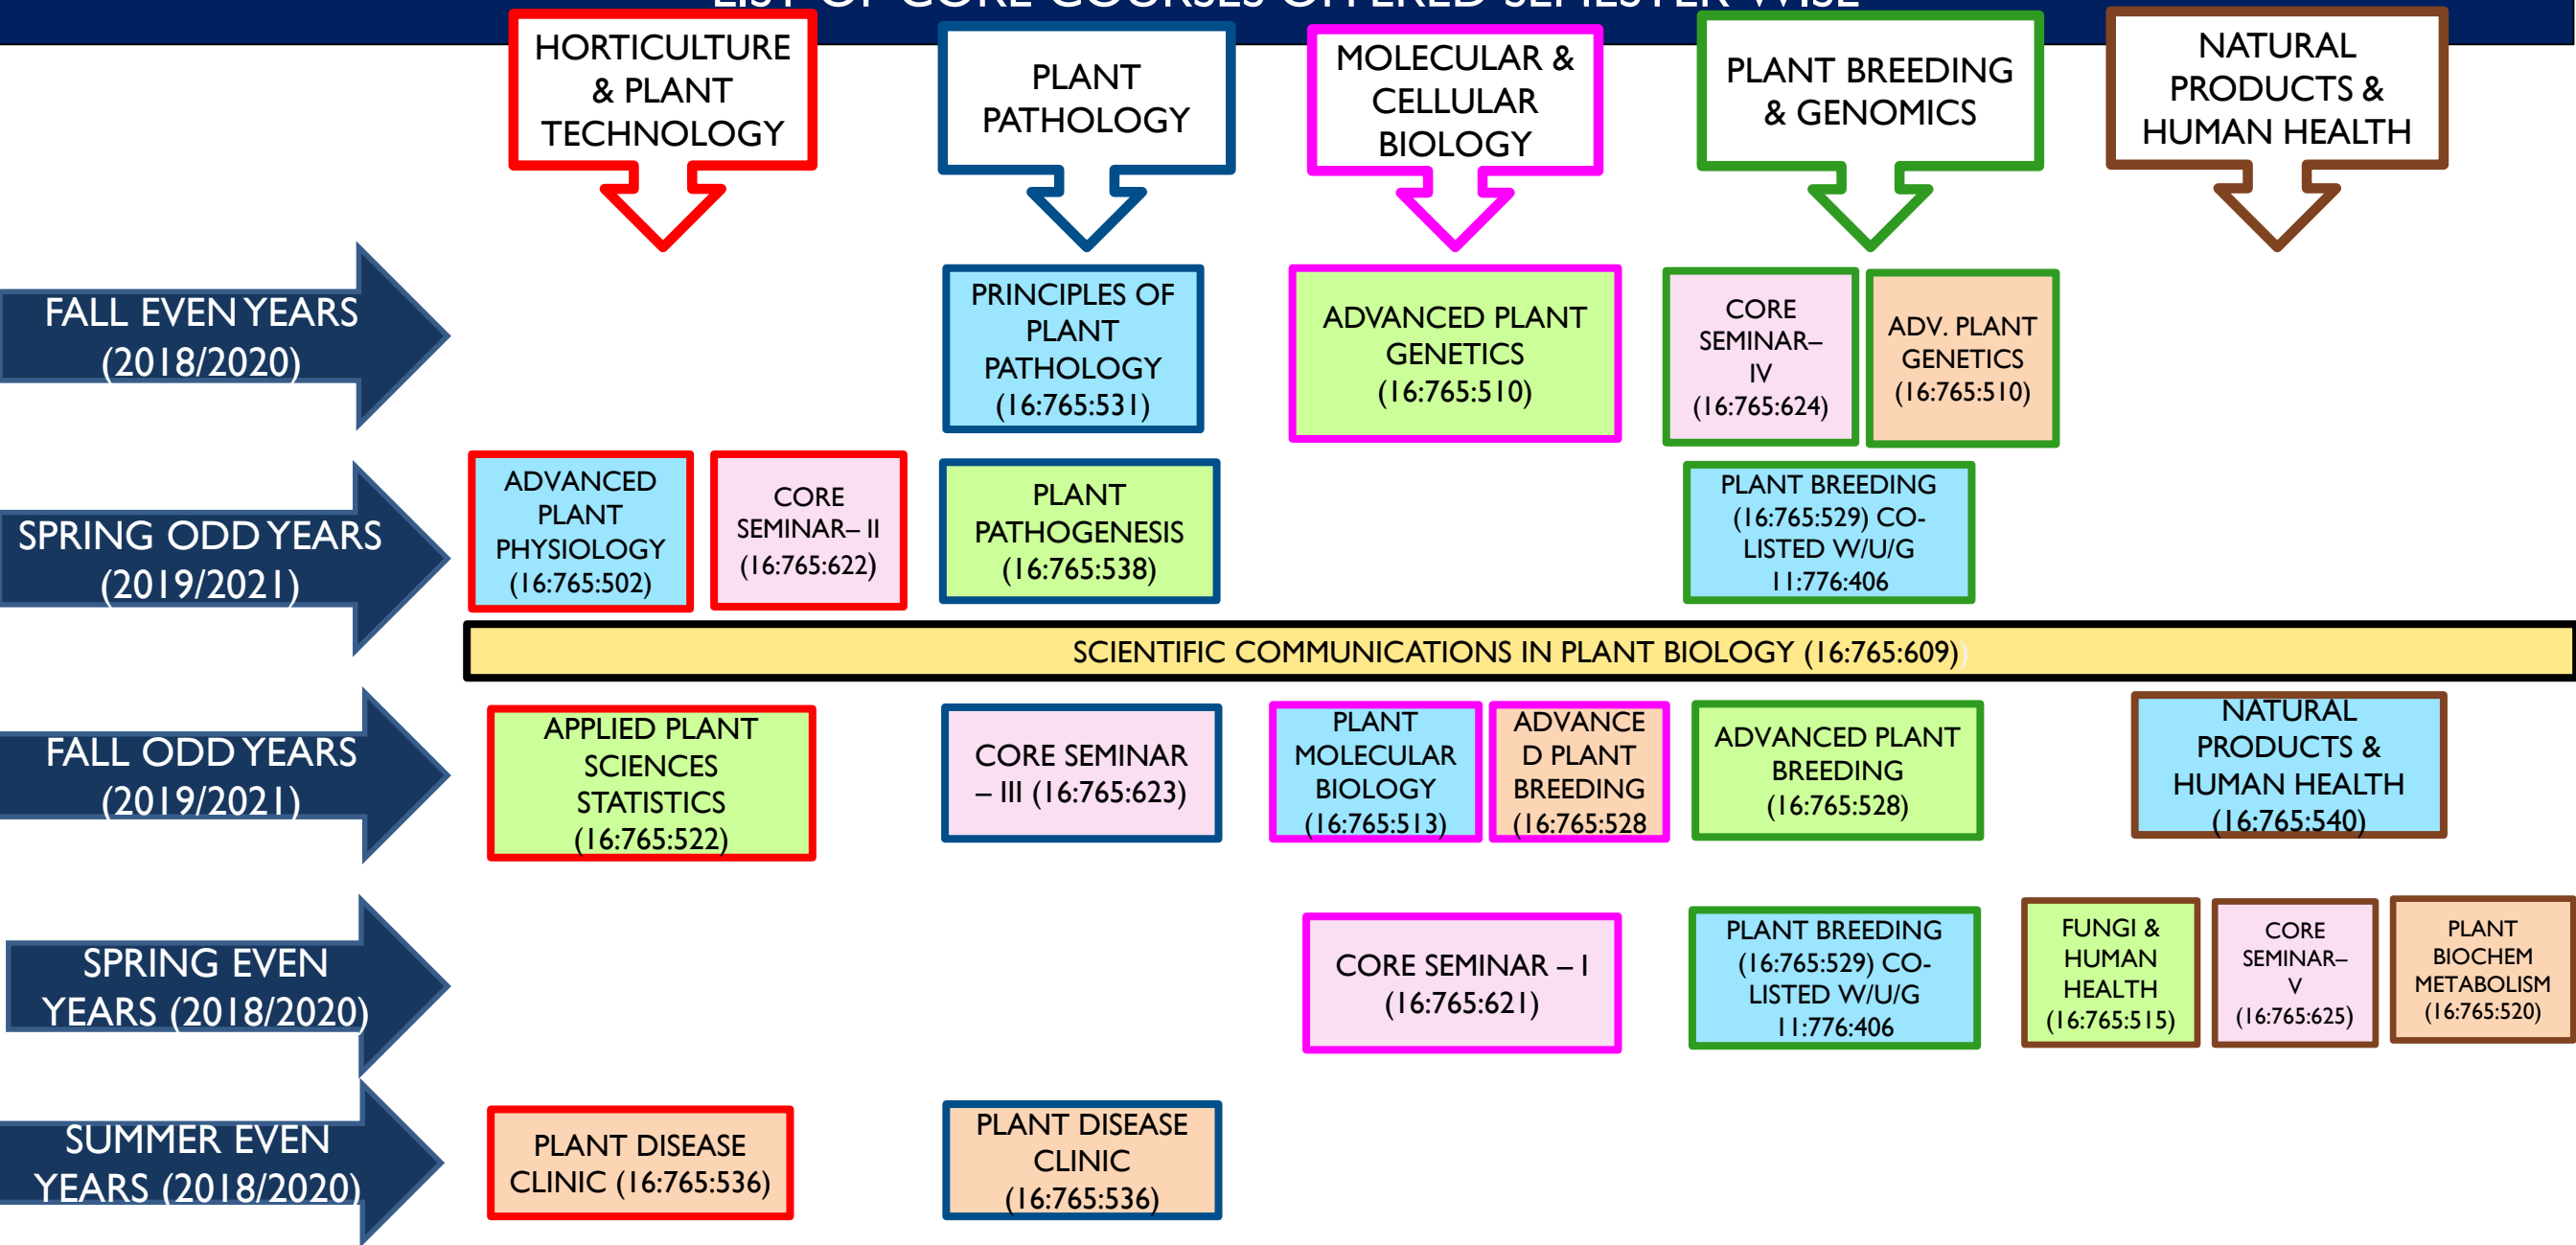 LIST OF CORE COURSES OFFERED SEMESTER WISE
HORTICULTURE
& PLANT
TECHNOLOGY
PLANT
PATHOLOGY
MOLECULAR &
CELLULAR
BIOLOGY
PLANT BREEDING
& GENOMICS
NATURAL
PRODUCTS &
HUMAN HEALTH
FALL EVEN YEARS
(2018/2020)
PRINCIPLES OF
PLANT
PATHOLOGY
(16:765:531)
ADVANCED PLANT
GENETICS
(16:765:510)
CORE
SEMINAR–
IV
(16:765:624)
ADV. PLANT
GENETICS
(16:765:510)
SPRING ODD YEARS
(2019/2021)
ADVANCED
PLANT
PHYSIOLOGY
(16:765:502)
CORE
SEMINAR– II
(16:765:622)
PLANT
PATHOGENESIS
(16:765:538)
PLANT BREEDING
(16:765:529) CO-
LISTED W/U/G
11:776:406
SCIENTIFIC COMMUNICATIONS IN PLANT BIOLOGY (16:765:609))
FALL ODD YEARS
(2019/2021)
APPLIED PLANT
SCIENCES
STATISTICS
(16:765:522)
CORE SEMINAR
– III (16:765:623)
PLANT
MOLECULAR
BIOLOGY
(16:765:513)
ADVANCE
D PLANT
BREEDING
(16:765:528
ADVANCED PLANT
BREEDING
(16:765:528)
NATURAL
PRODUCTS &
HUMAN HEALTH
(16:765:540)
SPRING EVEN
YEARS (2018/2020)
CORE SEMINAR – I
(16:765:621)
PLANT BREEDING
(16:765:529) CO-
LISTED W/U/G
11:776:406
FUNGI &
HUMAN
HEALTH
(16:765:515)
CORE
SEMINAR–
V
(16:765:625)
PLANT
BIOCHEM
METABOLISM
(16:765:520)
SUMMER EVEN
YEARS (2018/2020)
PLANT DISEASE
CLINIC (16:765:536)
PLANT DISEASE
CLINIC
(16:765:536)